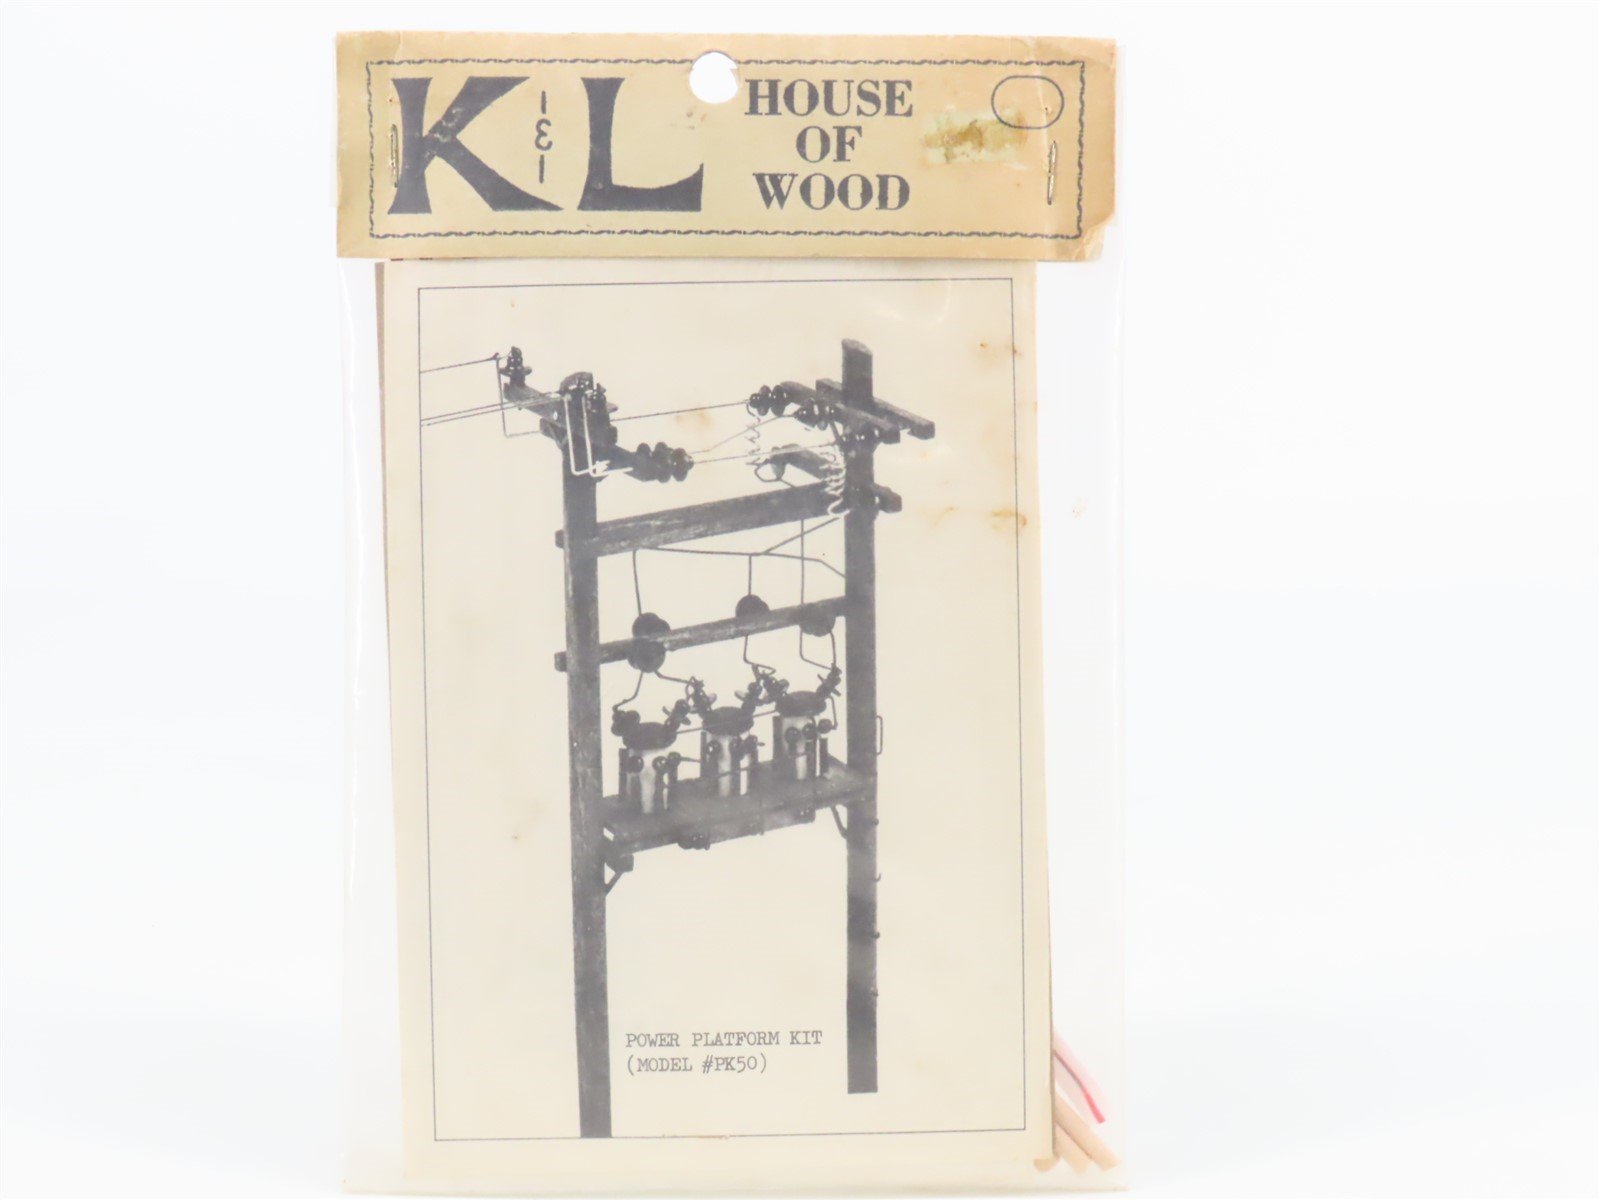 K & L
HOUSE
OF
WOOD
POWER PLATFORM KIT
(MODEL #PK50)